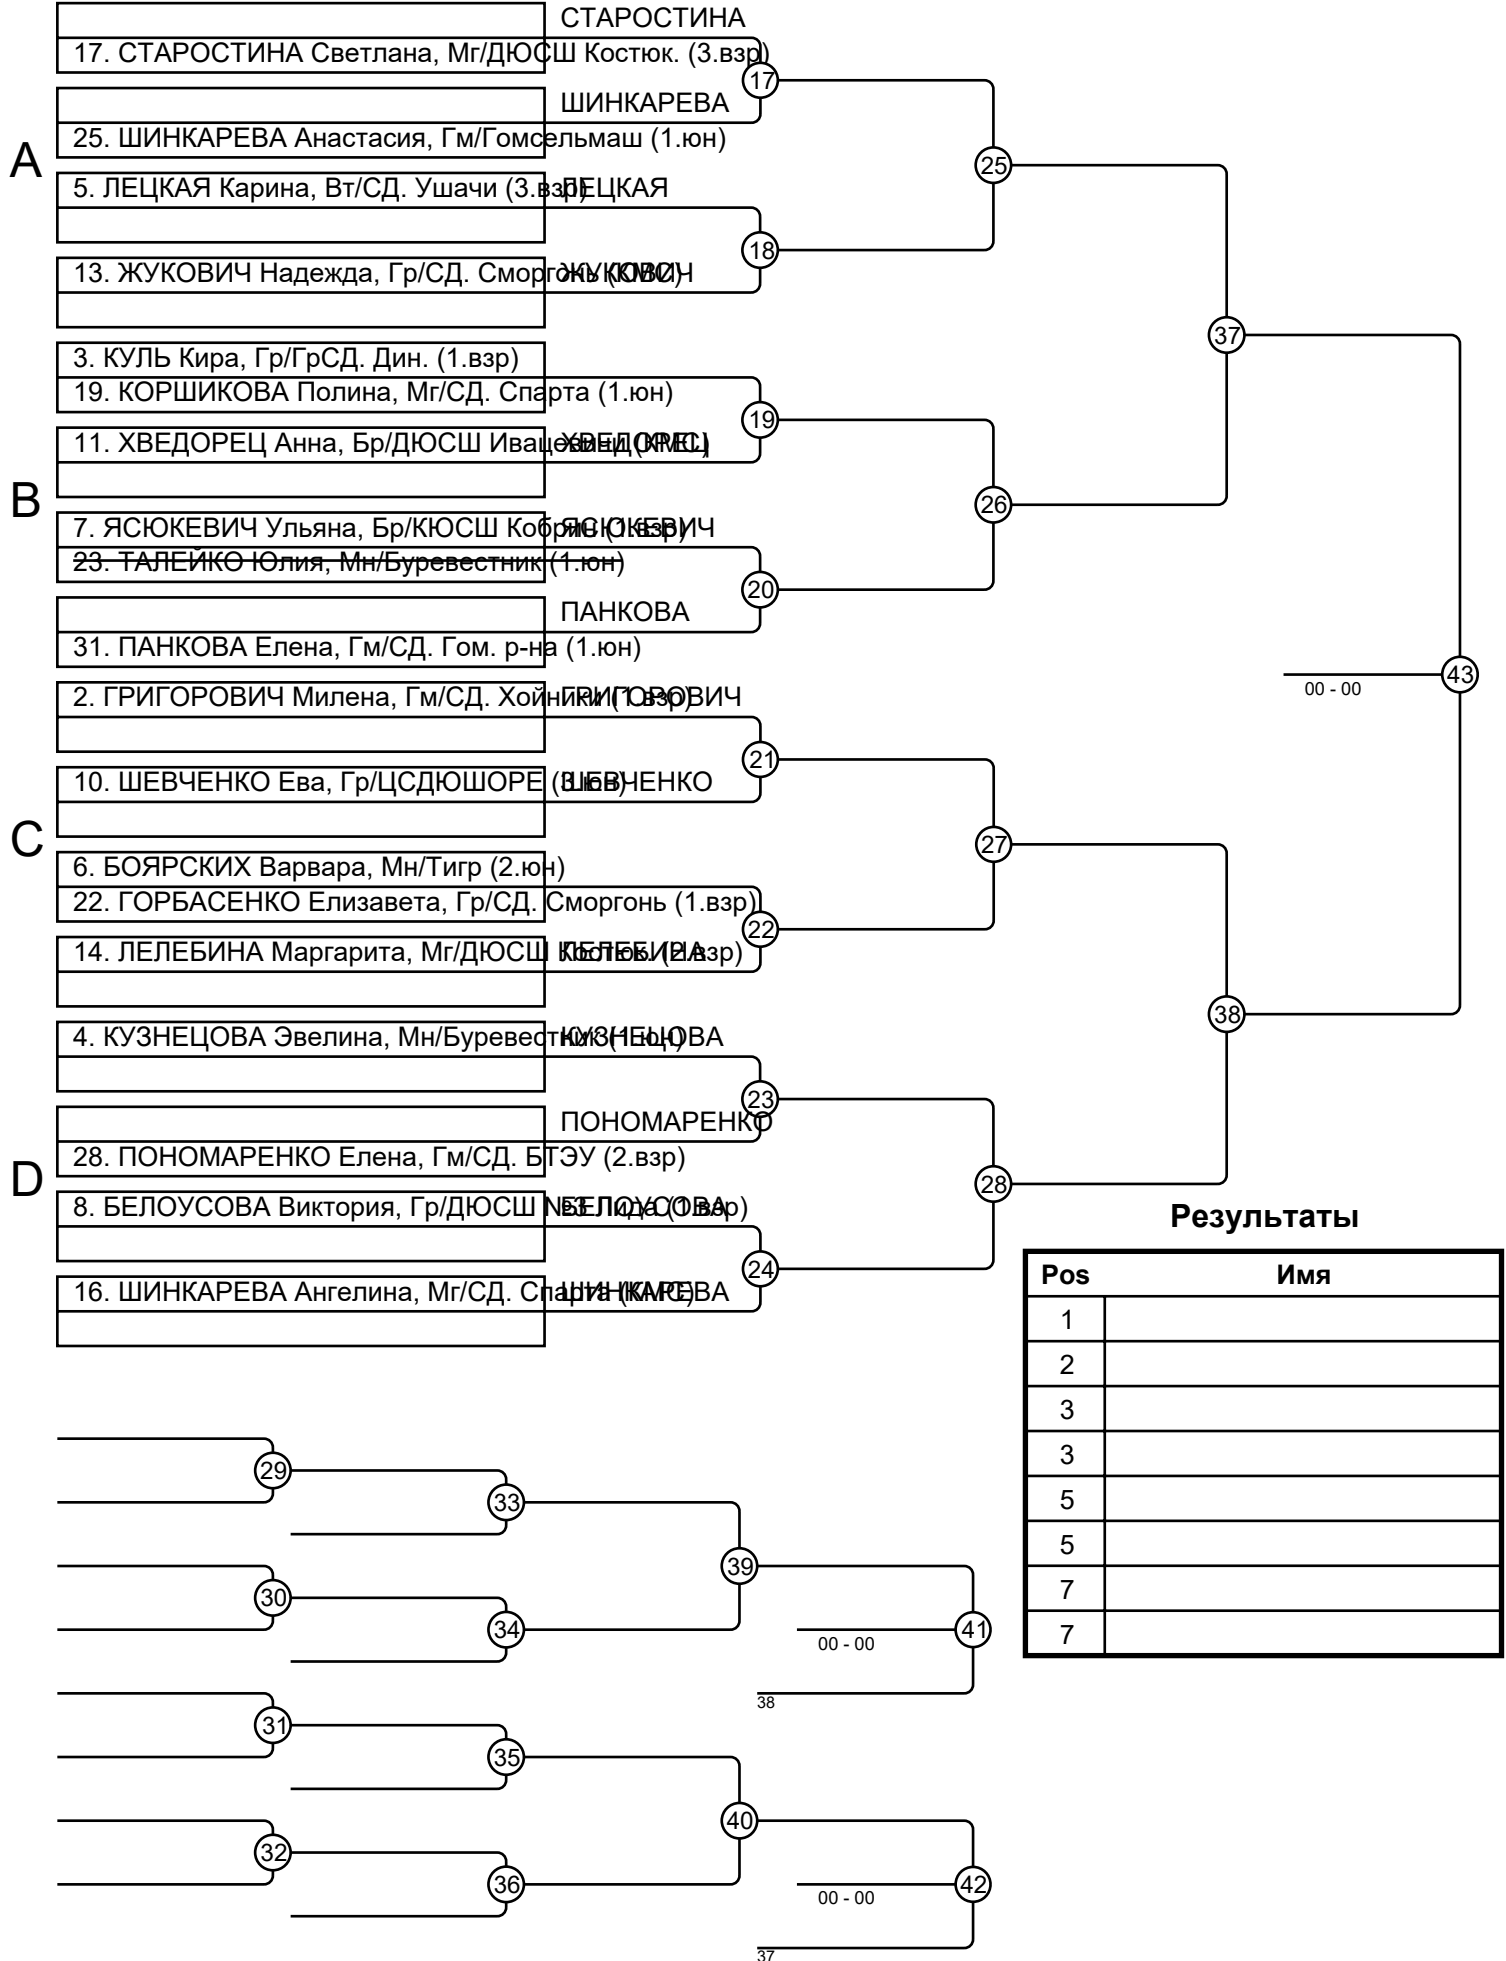 СТАРОСТИНА
17. СТАРОСТИНА Светлана, Мг/ДЮСШ Костюк. (3.взр)
17
ШИНКАРЕВА
25. ШИНКАРЕВА Анастасия, Гм/Гомсельмаш (1.юн)
A
25
5. ЛЕЦКАЯ Карина, Вт/СД. Ушачи (3.взр) ЛЕЦКАЯ
18
13. ЖУКОВИЧ Надежда, Гр/СД. Сморгонь (КМС) ЖУКОВИЧ
37
3. КУЛЬ Кира, Гр/ГрСД. Дин. (1.взр)
19. КОРШИКОВА Полина, Мг/СД. Спарта (1.юн)
19
11. ХВЕДОРЕЦ Анна, Бр/ДЮСШ Ивацевичи (КМС) ХВЕДОРЕЦ
B
26
7. ЯСЮКЕВИЧ Ульяна, Бр/КЮСШ Кобрин (1.взр) ЯСЮКЕВИЧ
23. ТАЛЕЙКО Юлия, Мн/Буревестник (1.юн)
20
ПАНКОВА
31. ПАНКОВА Елена, Гм/СД. Гом. р-на (1.юн)
43
00 - 00
2. ГРИГОРОВИЧ Милена, Гм/СД. Хойники (1.взр) ГРИГОРОВИЧ
21
10. ШЕВЧЕНКО Ева, Гр/ЦСДЮШОРЕ (3.юн) ШЕВЧЕНКО
C
27
6. БОЯРСКИХ Варвара, Мн/Тигр (2.юн)
22. ГОРБАСЕНКО Елизавета, Гр/СД. Сморгонь (1.взр)
22
14. ЛЕЛЕБИНА Маргарита, Мг/ДЮСШ Костюк. (2.взр) ЛЕЛЕБИНА
38
4. КУЗНЕЦОВА Эвелина, Мн/Буревестник (1.юн) КУЗНЕЦОВА
23
ПОНОМАРЕНКО
28. ПОНОМАРЕНКО Елена, Гм/СД. БТЭУ (2.взр)
D
28
8. БЕЛОУСОВА Виктория, Гр/ДЮСШ №3 Лида (1.взр) БЕЛОУСОВА
24
16. ШИНКАРЕВА Ангелина, Мг/СД. Спарта (КМС) ШИНКАРЕВА
Результаты
Pos Имя
1
2
3
3
5
5
7
7
29
33
39
30
34
41
00 - 00
38
31
35
40
32
36
42
00 - 00
37